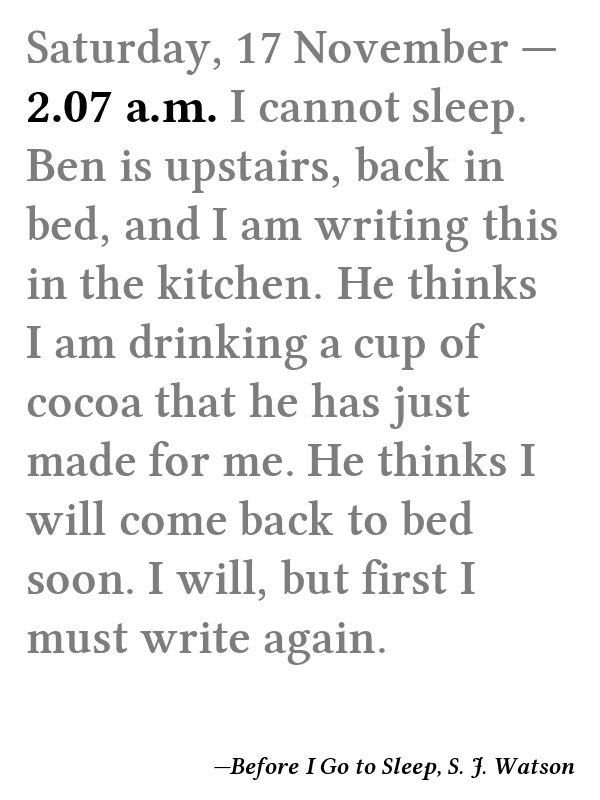 Saturday, 17 November —
2.07 a.m. I cannot sleep.
Ben is upstairs, back in
bed, and I am writing this
in the kitchen. He thinks
I am drinking a cup of
cocoa that he has just
made for me. He thinks I
will come back to bed
soon. I will, but first I
must write again.
—Before I Go to Sleep, S. J. Watson